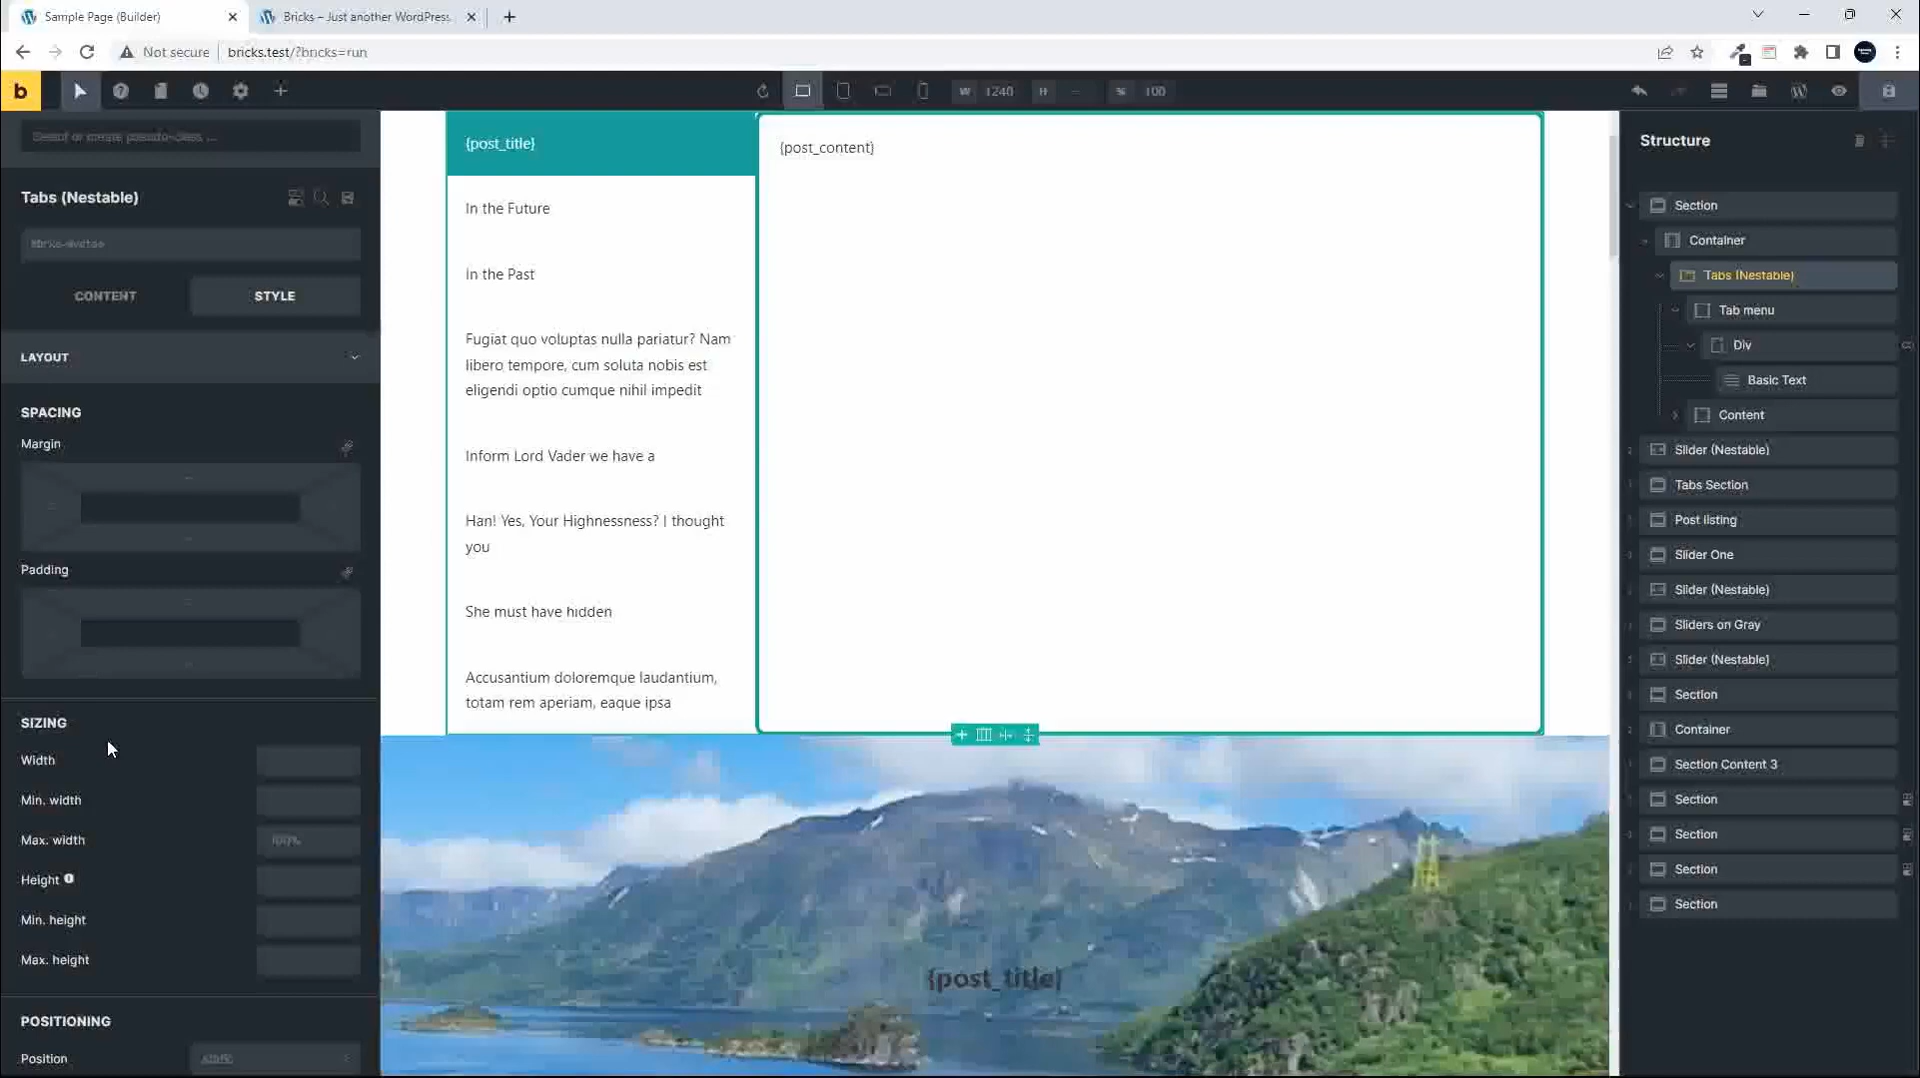 Sample Page (Builder)
Bricks – Just another WordPress
Not secure
bricks.test/?bricks=run
b
W 1240 H % 100
Select or create pseudo-class ...
Tabs (Nestable)
CONTENT
STYLE
LAYOUT
SPACING
Margin
Padding
SIZING
Width
Min. width
Max. width
100%
Height
Min. height
Max. height
POSITIONING
Position
{post_title}
In the Future
In the Past
Fugiat quo voluptas nulla pariatur? Nam
libero tempore, cum soluta nobis est
eligendi optio cumque nihil impedit
Inform Lord Vader we have a
Han! Yes, Your Highnessness? I thought
you
She must have hidden
Accusantium doloremque laudantium,
totam rem aperiam, eaque ipsa
{post_content}
{post_title}
Structure
Section
Container
Tabs (Nestable)
Tab menu
Div
Basic Text
Content
Slider (Nestable)
Tabs Section
Post listing
Slider One
Slider (Nestable)
Sliders on Gray
Slider (Nestable)
Section
Container
Section Content 3
Section
Section
Section
Section